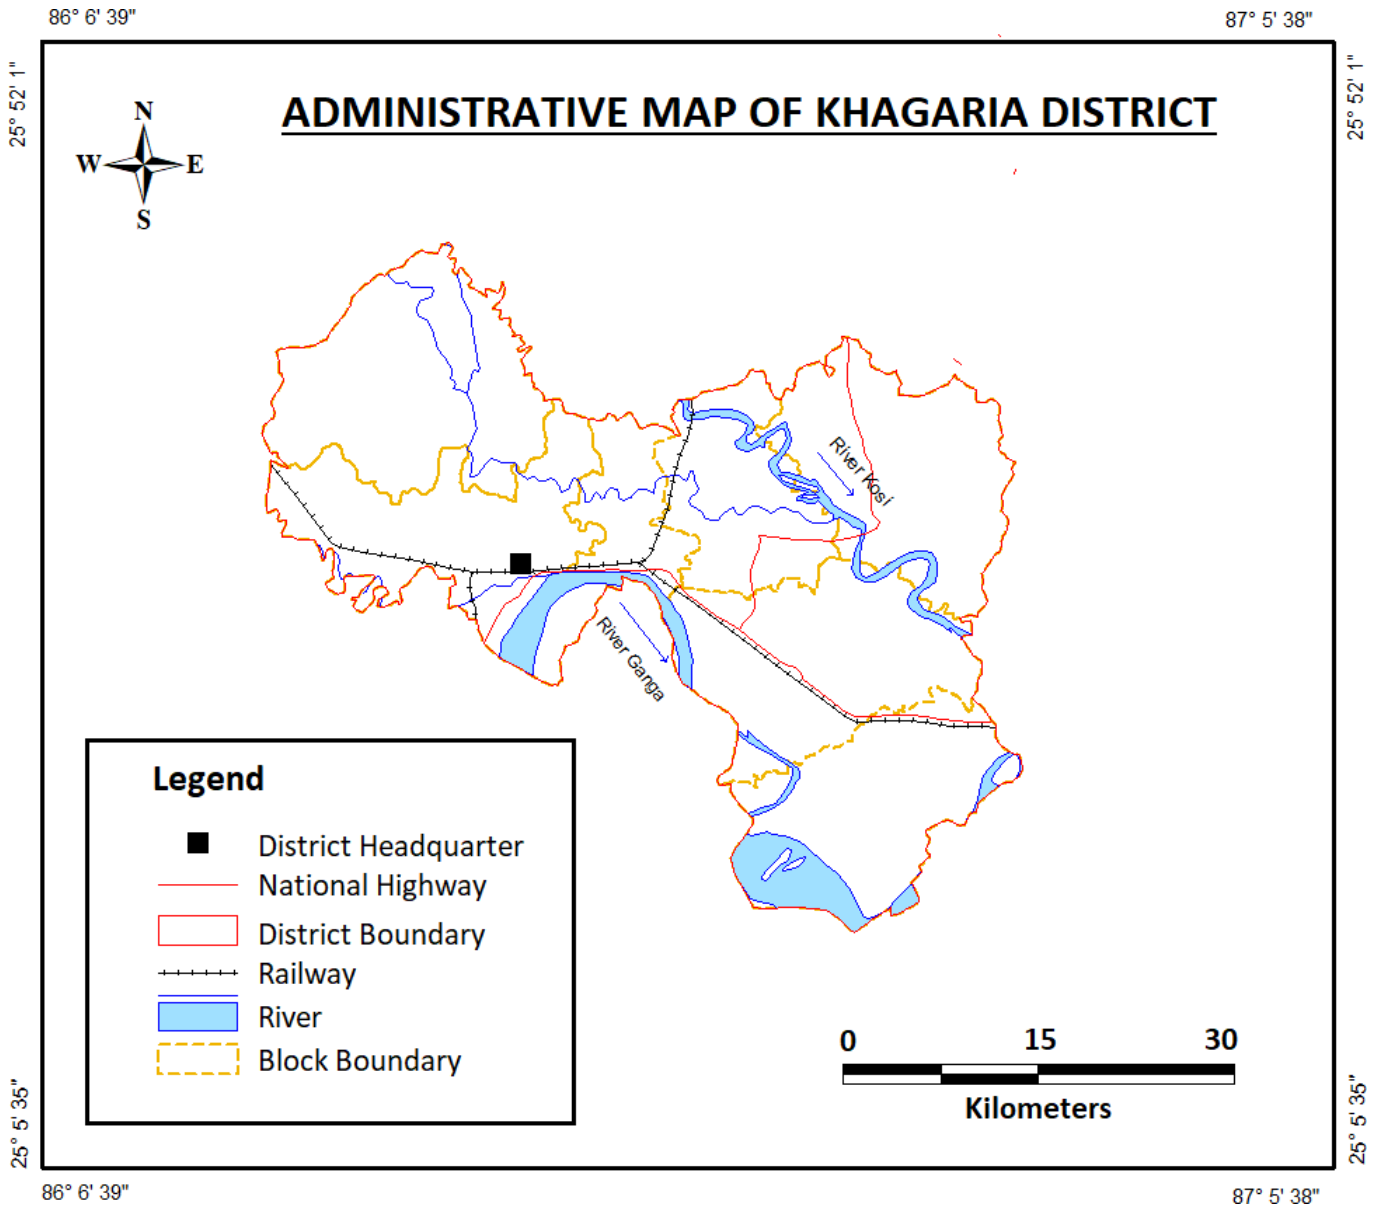 86° 6' 39"
87° 5' 38"
25° 52' 1"
25° 52' 1"
ADMINISTRATIVE MAP OF KHAGARIA DISTRICT
N
W E
S
River Kosi
River Ganga
Legend
District Headquarter
National Highway
District Boundary
Railway
River
Block Boundary
0 15 30
Kilometers
25° 5' 35"
25° 5' 35"
86° 6' 39"
87° 5' 38"